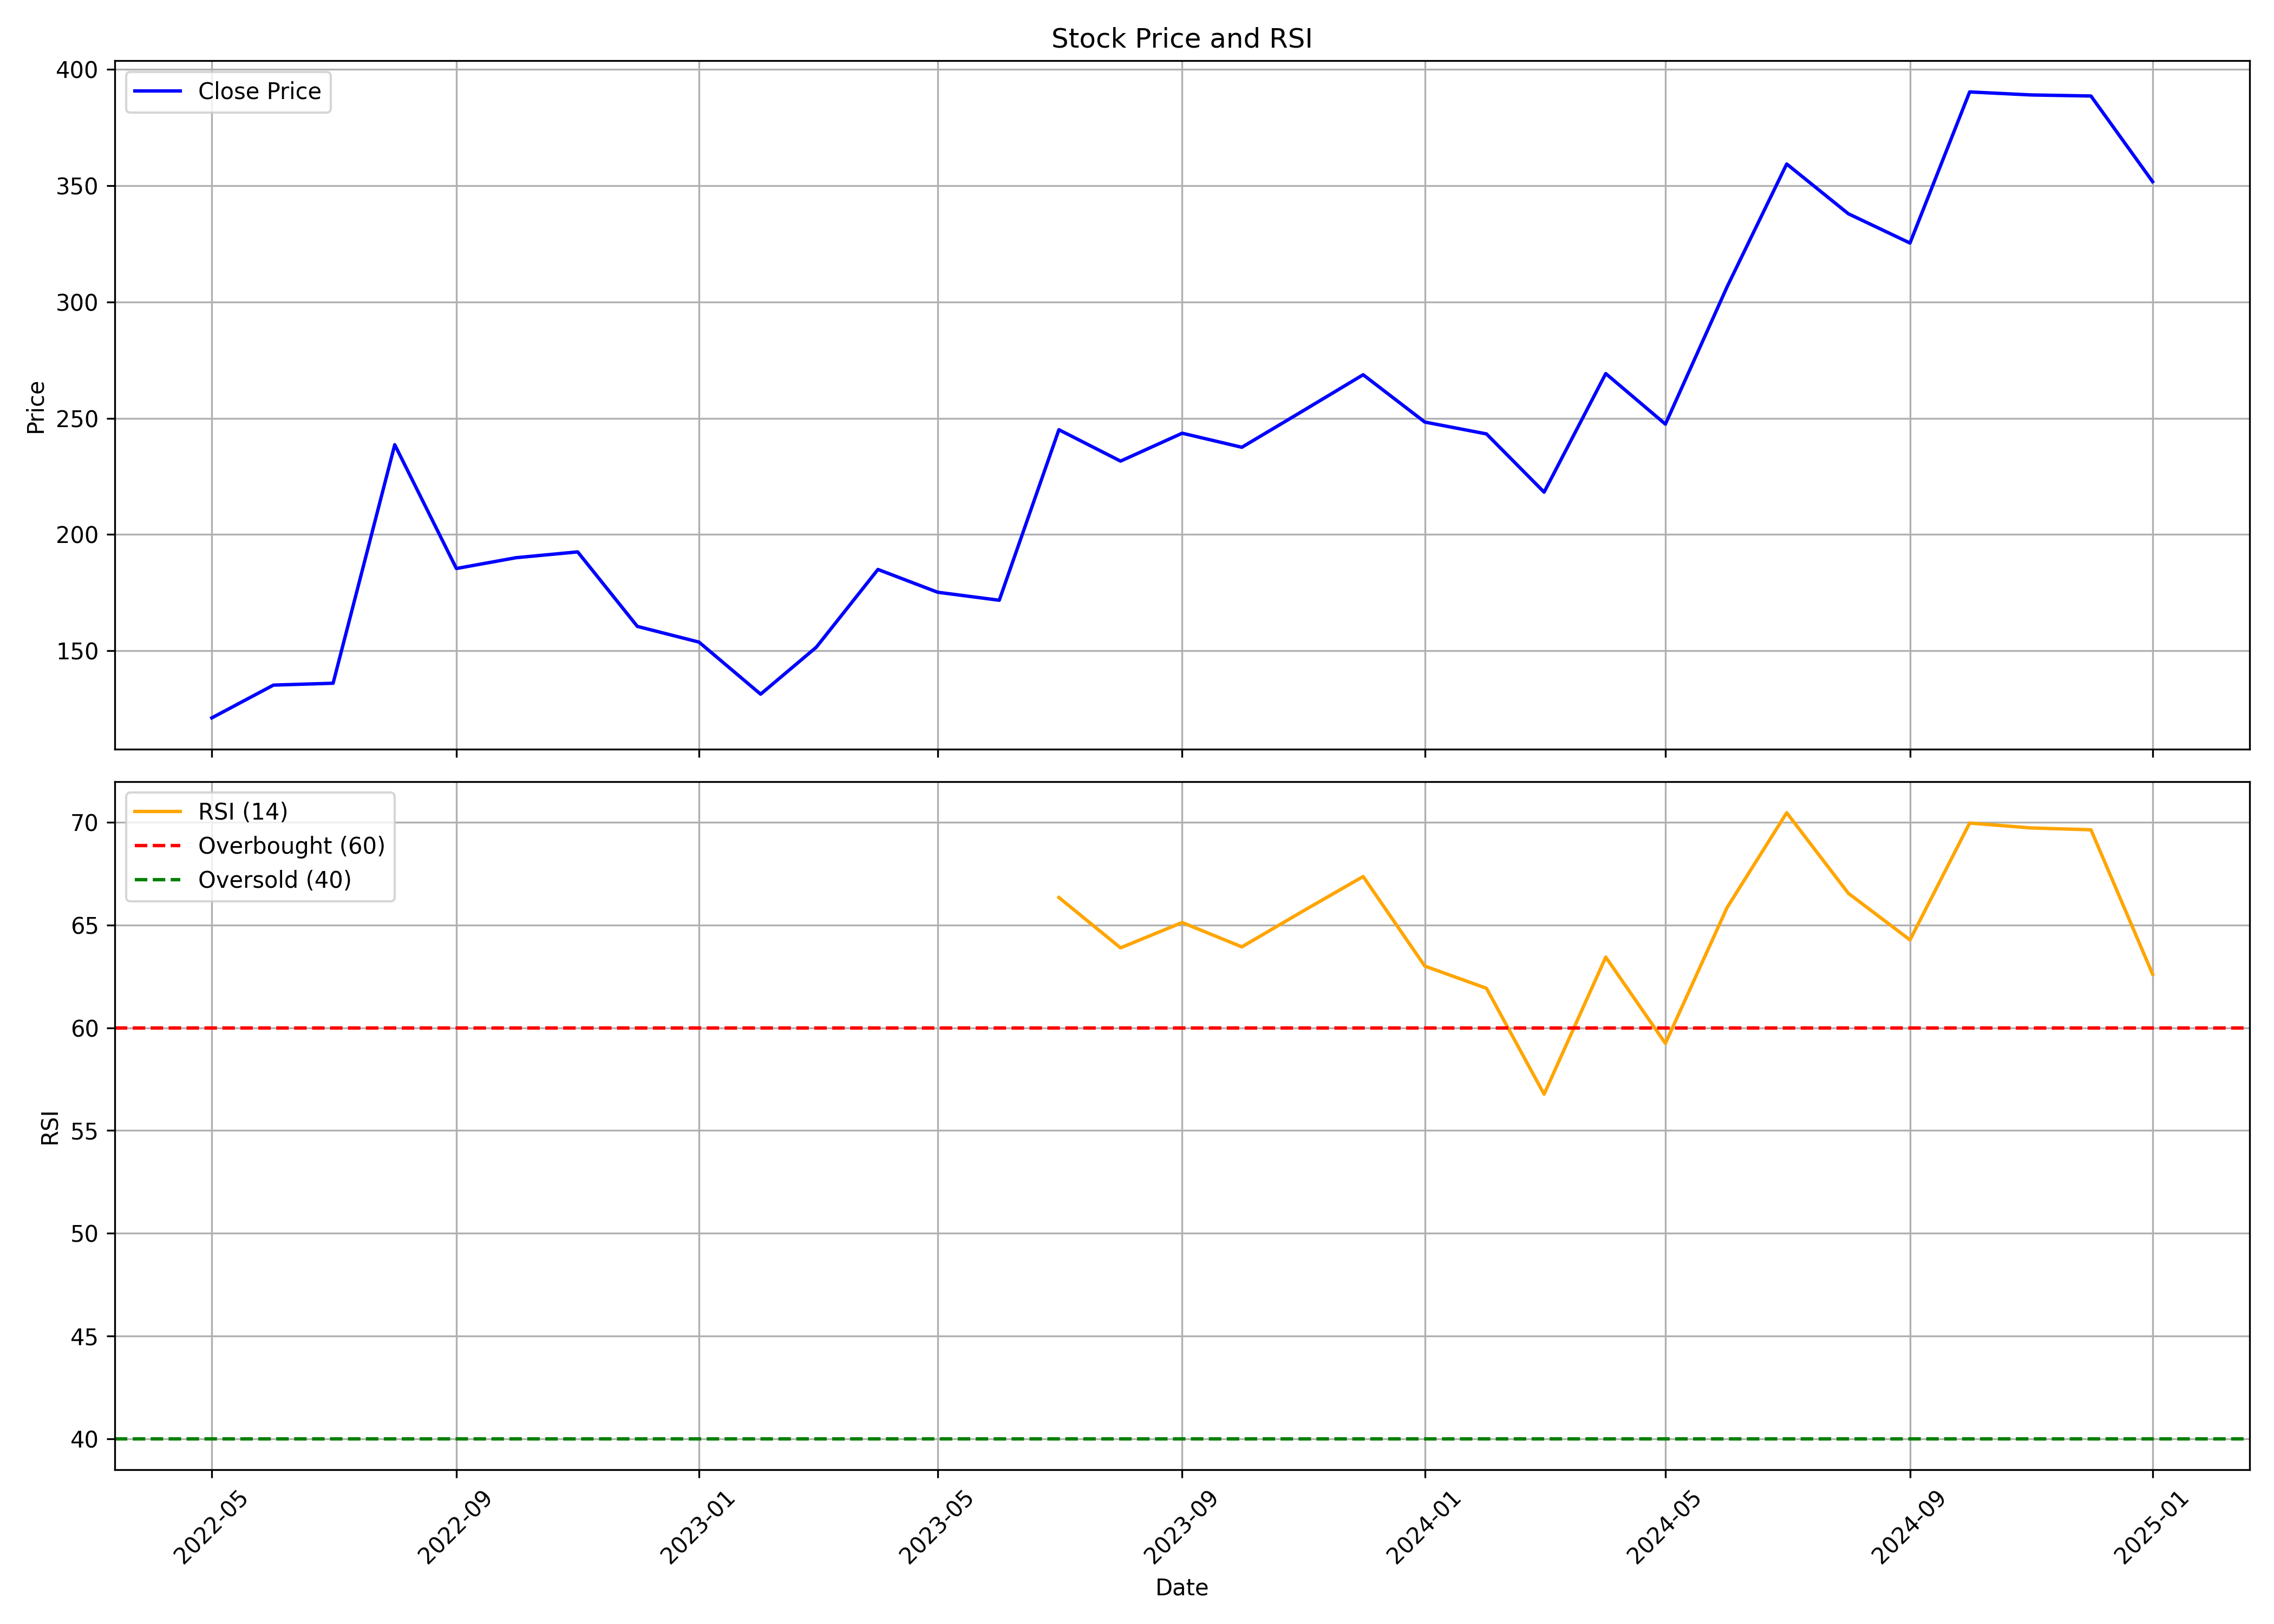 Stock Price and RSI
Close Price
400
350
300
250
200
150
Price
RSI (14)
Overbought (60)
Oversold (40)
70
65
60
55
50
45
40
RSI
2022-05
2022-09
2023-01
2023-05
2023-09
2024-01
2024-05
2024-09
2025-01
Date